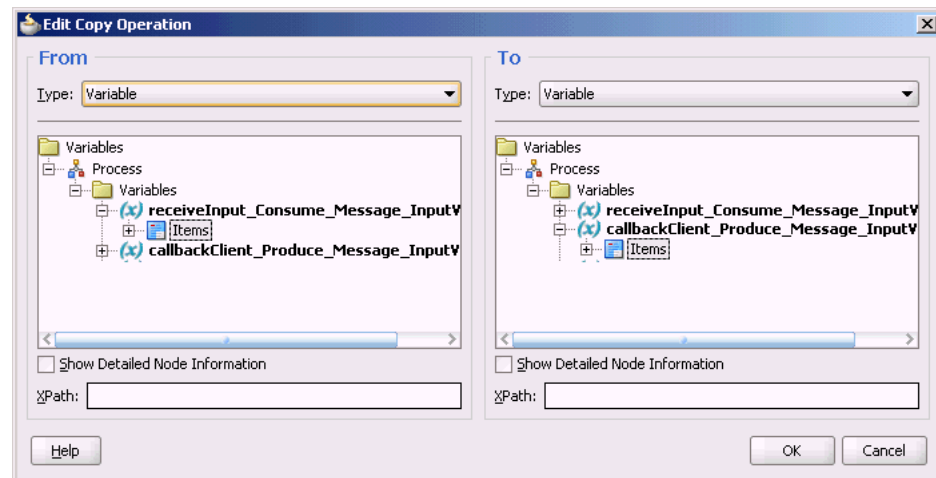 Edit Copy Operation
From
Type: Variable
Variables
Process
Variables
(x) receiveInput_Consume_Message_InputV
Items
(x) callbackClient_Produce_Message_InputV
Show Detailed Node Information
XPath:
To
Type: Variable
Variables
Process
Variables
(x) receiveInput_Consume_Message_InputV
(x) callbackClient_Produce_Message_InputV
Items
Show Detailed Node Information
XPath:
Help
OK
Cancel